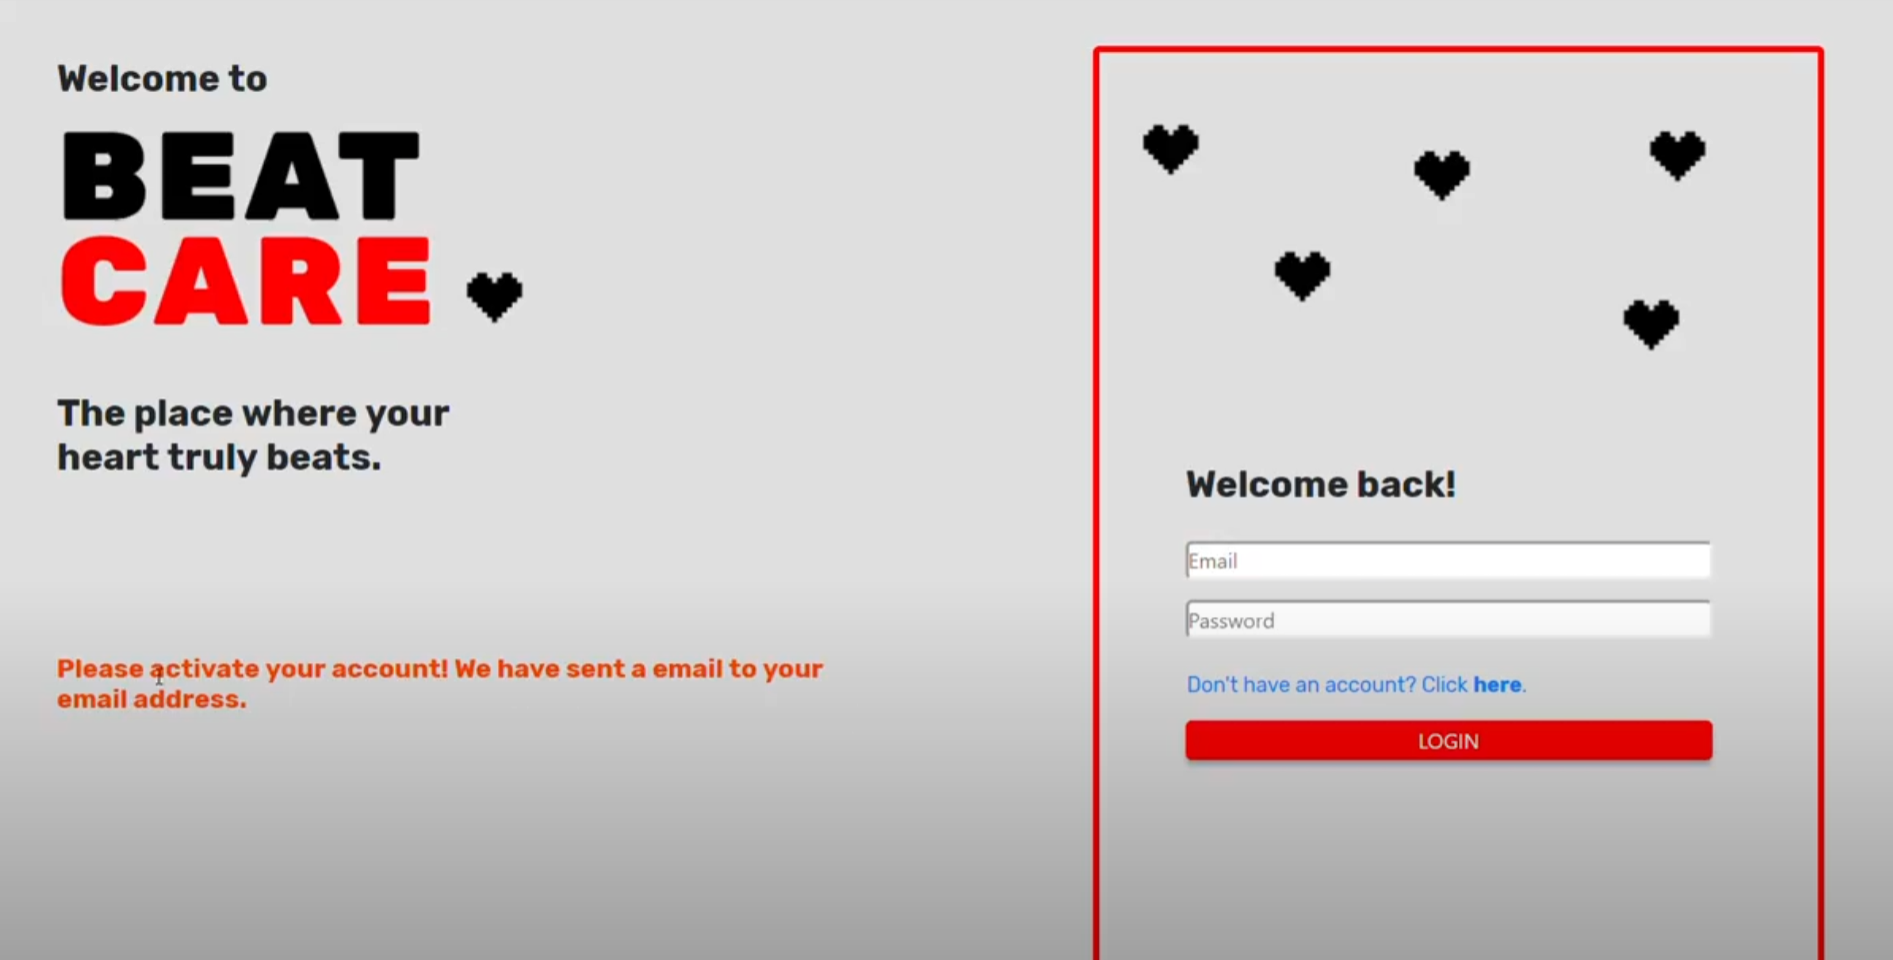 Welcome to
BEAT
CARE
The place where your
heart truly beats.
Please activate your account! We have sent a email to your
email address.
Welcome back!
Email
Password
Don't have an account? Click here.
LOGIN